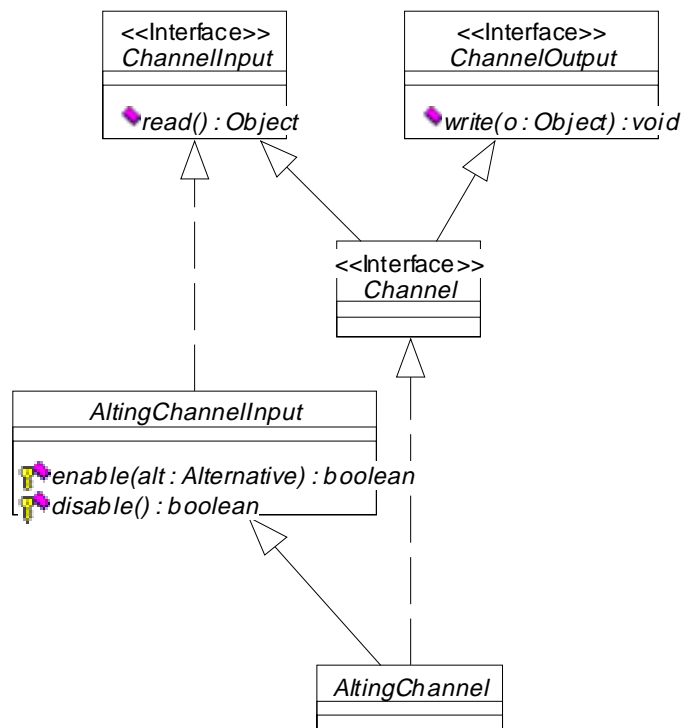 <<Interface>>
ChannelInput
read() : Object
<<Interface>>
ChannelOutput
write(o : Object) : void
<<Interface>>
Channel
AltingChannelInput
enable(alt : Alternative) : boolean
disable() : boolean
AltingChannel